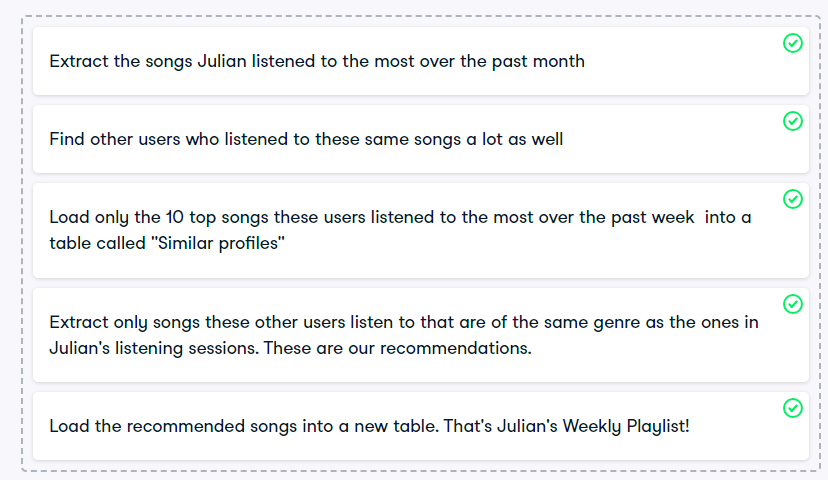 Extract the songs Julian listened to the most over the past month
Find other users who listened to these same songs a lot as well
Load only the 10 top songs these users listened to the most over the past week  into a
table called "Similar profiles"
Extract only songs these other users listen to that are of the same genre as the ones in
Julian's listening sessions. These are our recommendations.
Load the recommended songs into a new table. That's Julian's Weekly Playlist!